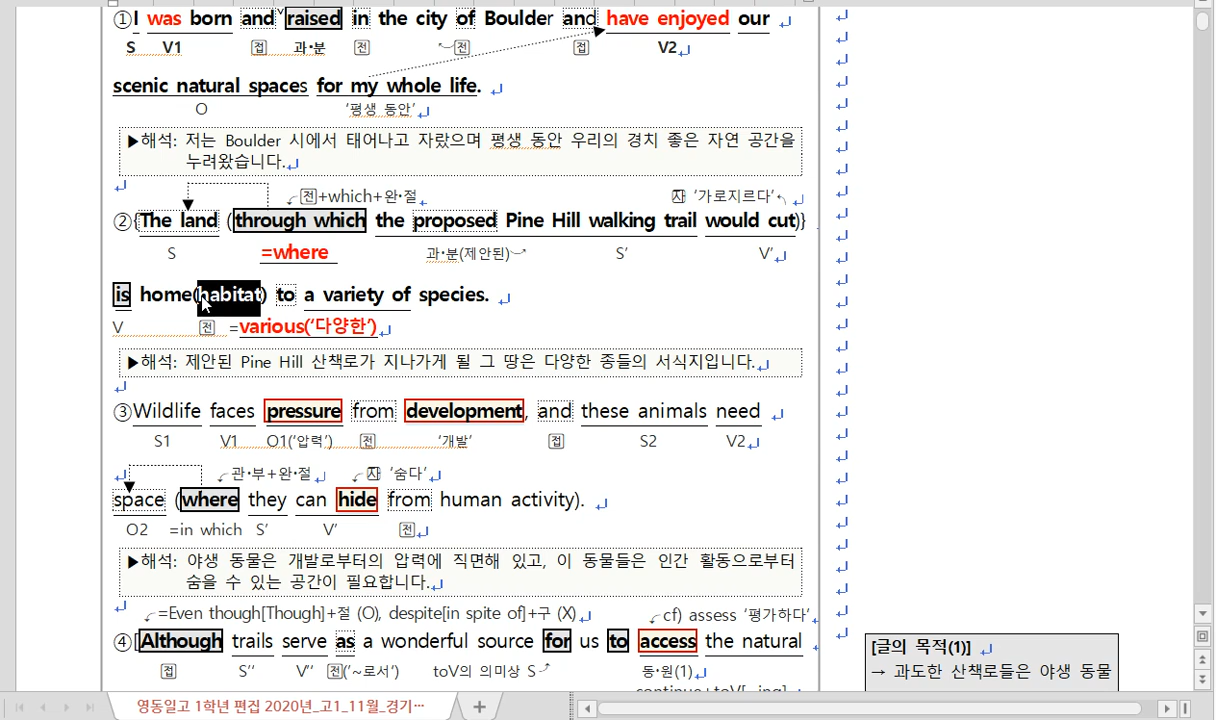 ①I was born and˅raised in the city of Boulder and have enjoyed our
S V1 접 과·분 전 전 접 V2
scenic natural spaces for my whole life.
O '평생 동안'
▶해석: 저는 Boulder 시에서 태어나고 자랐으며 평생 동안 우리의 경치 좋은 자연 공간을
누려왔습니다.
전+which+완·절 자 '가로지르다'
②{The land (through which the proposed Pine Hill walking trail would cut)}
S =where 과·분(제안된) S' V'
is home(habitat) to a variety of species.
V 전 =various('다양한')
▶해석: 제안된 Pine Hill 산책로가 지나가게 될 그 땅은 다양한 종들의 서식지입니다.
③Wildlife faces pressure from development, and these animals need
S1 V1 O1('압력') 전 '개발' 접 S2 V2
관·부+완·절 자 '숨다'
space (where they can hide from human activity).
O2 =in which S' V' 전
▶해석: 야생 동물은 개발로부터의 압력에 직면해 있고, 이 동물들은 인간 활동으로부터
숨을 수 있는 공간이 필요합니다.
=Even though[Though]+절 (O), despite[in spite of]+구 (X) cf) assess '평가하다'
④[Although trails serve as a wonderful source for us to access the natural
접 S'' V'' 전('~로서') toV의 의미상 S 동·원(1)
[글의 목적(1)]
→ 과도한 산책로들은 야생 동물
영동일고 1학년 편집 2020년_고1_11월_경기···